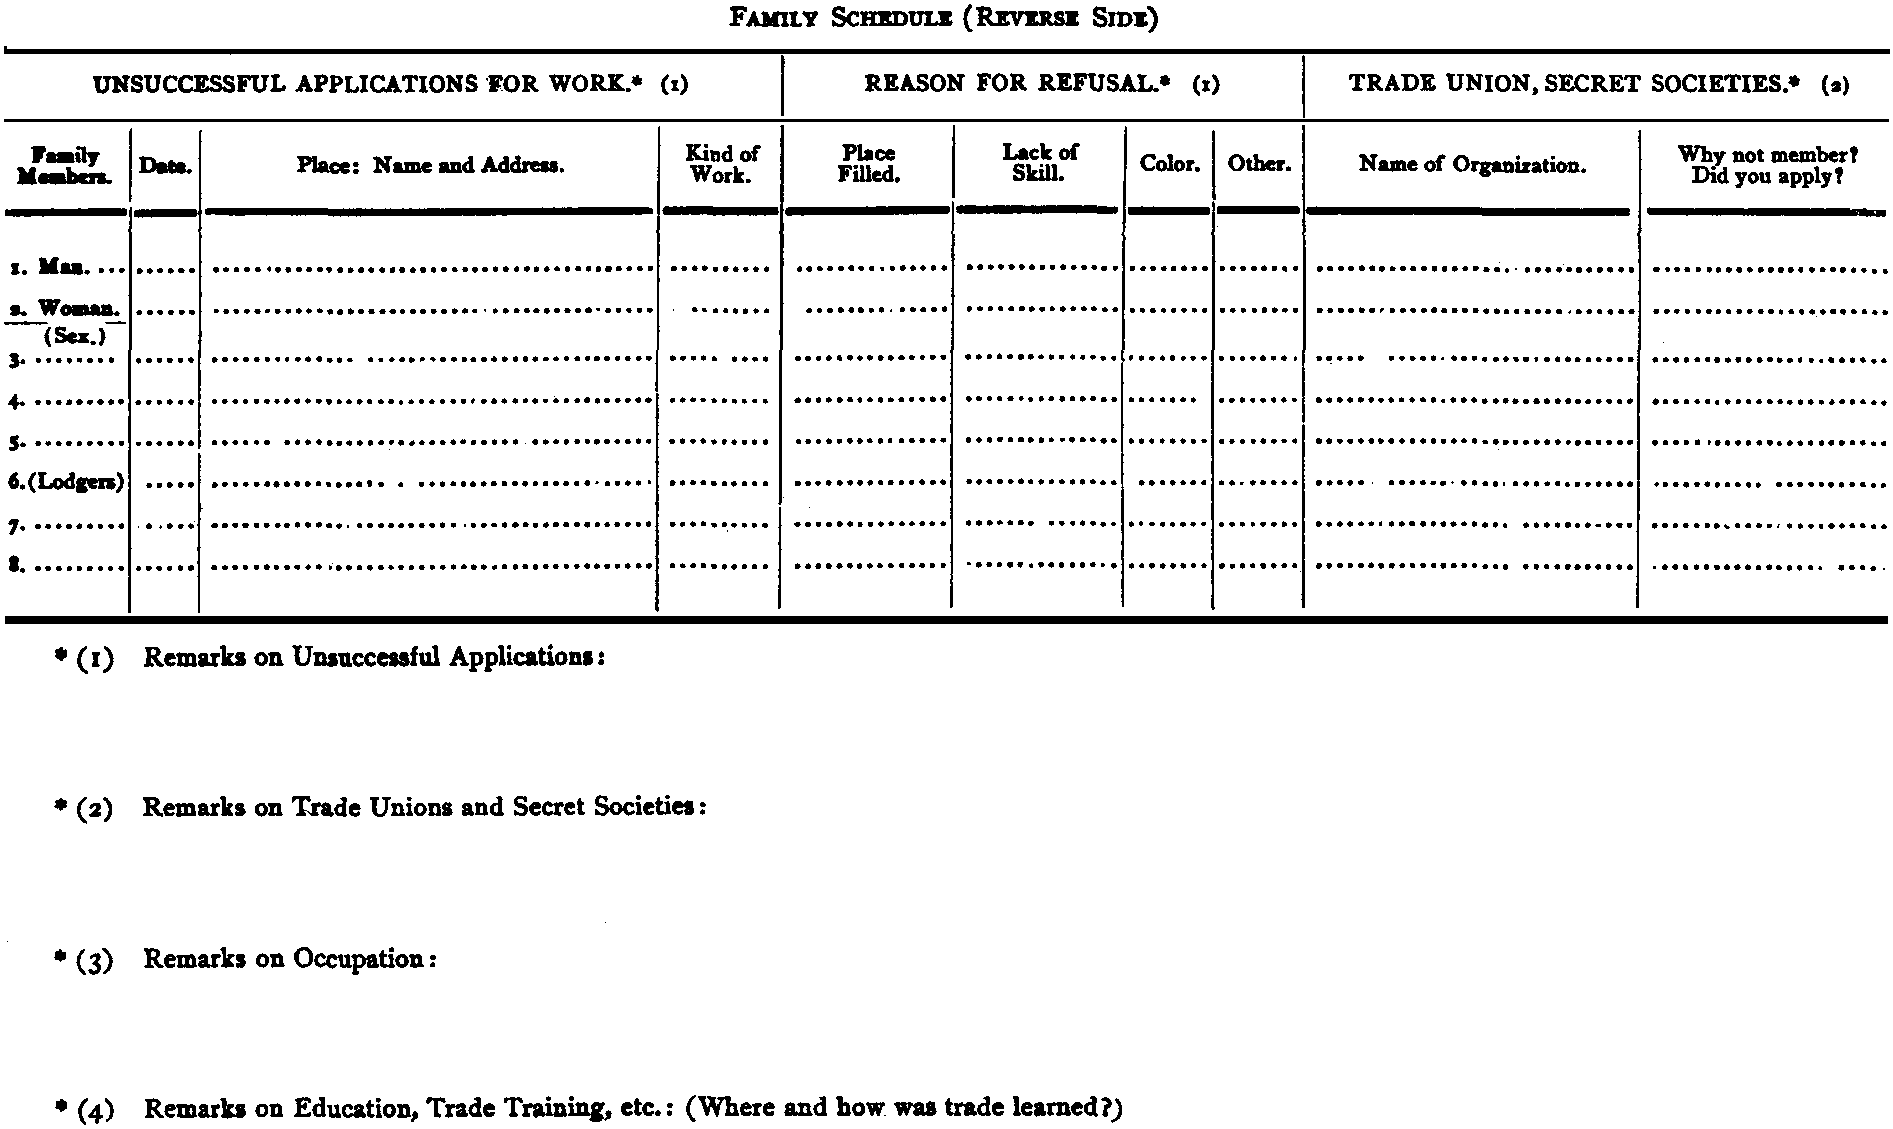 FAMILY SCHEDULE (REVERSE SIDE)
UNSUCCESSFUL APPLICATIONS FOR WORK.* (1) REASON FOR REFUSAL.* (1) TRADE UNION, SECRET SOCIETIES.* (2)
Family Members. Date. Place: Name and Address. Kind of Work. Place Filled. Lack of Skill. Color. Other. Name of Organization. Why not member? Did you apply?
1. Man.
2. Woman.
(Sex.)
3.
4.
5.
6.(Lodgers)
7.
8.
* (1) Remarks on Unsuccessful Applications:
* (2) Remarks on Trade Unions and Secret Societies:
* (3) Remarks on Occupation:
* (4) Remarks on Education, Trade Training, etc.: (Where and how was trade learned?)